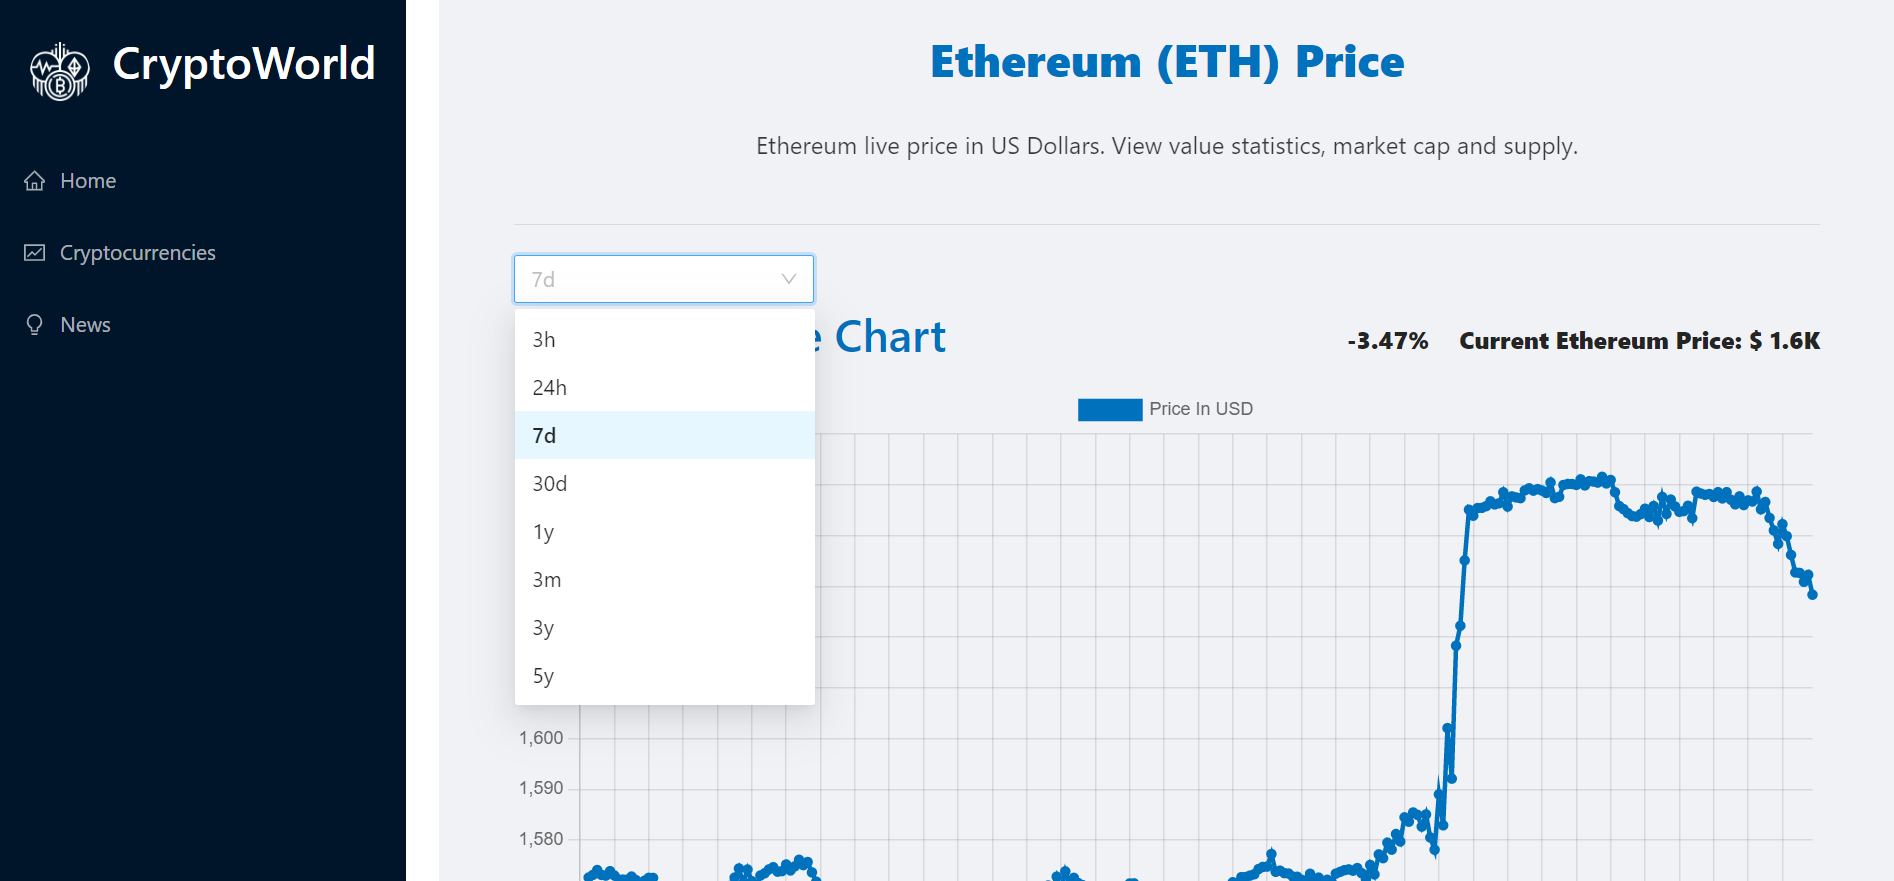 CryptoWorld
Home
Cryptocurrencies
News
Ethereum (ETH) Price
Ethereum live price in US Dollars. View value statistics, market cap and supply.
7d
3h
24h
7d
30d
1y
3m
3y
5y
Chart
-3.47% Current Ethereum Price: $ 1.6K
Price In USD
1,600
1,590
1,580